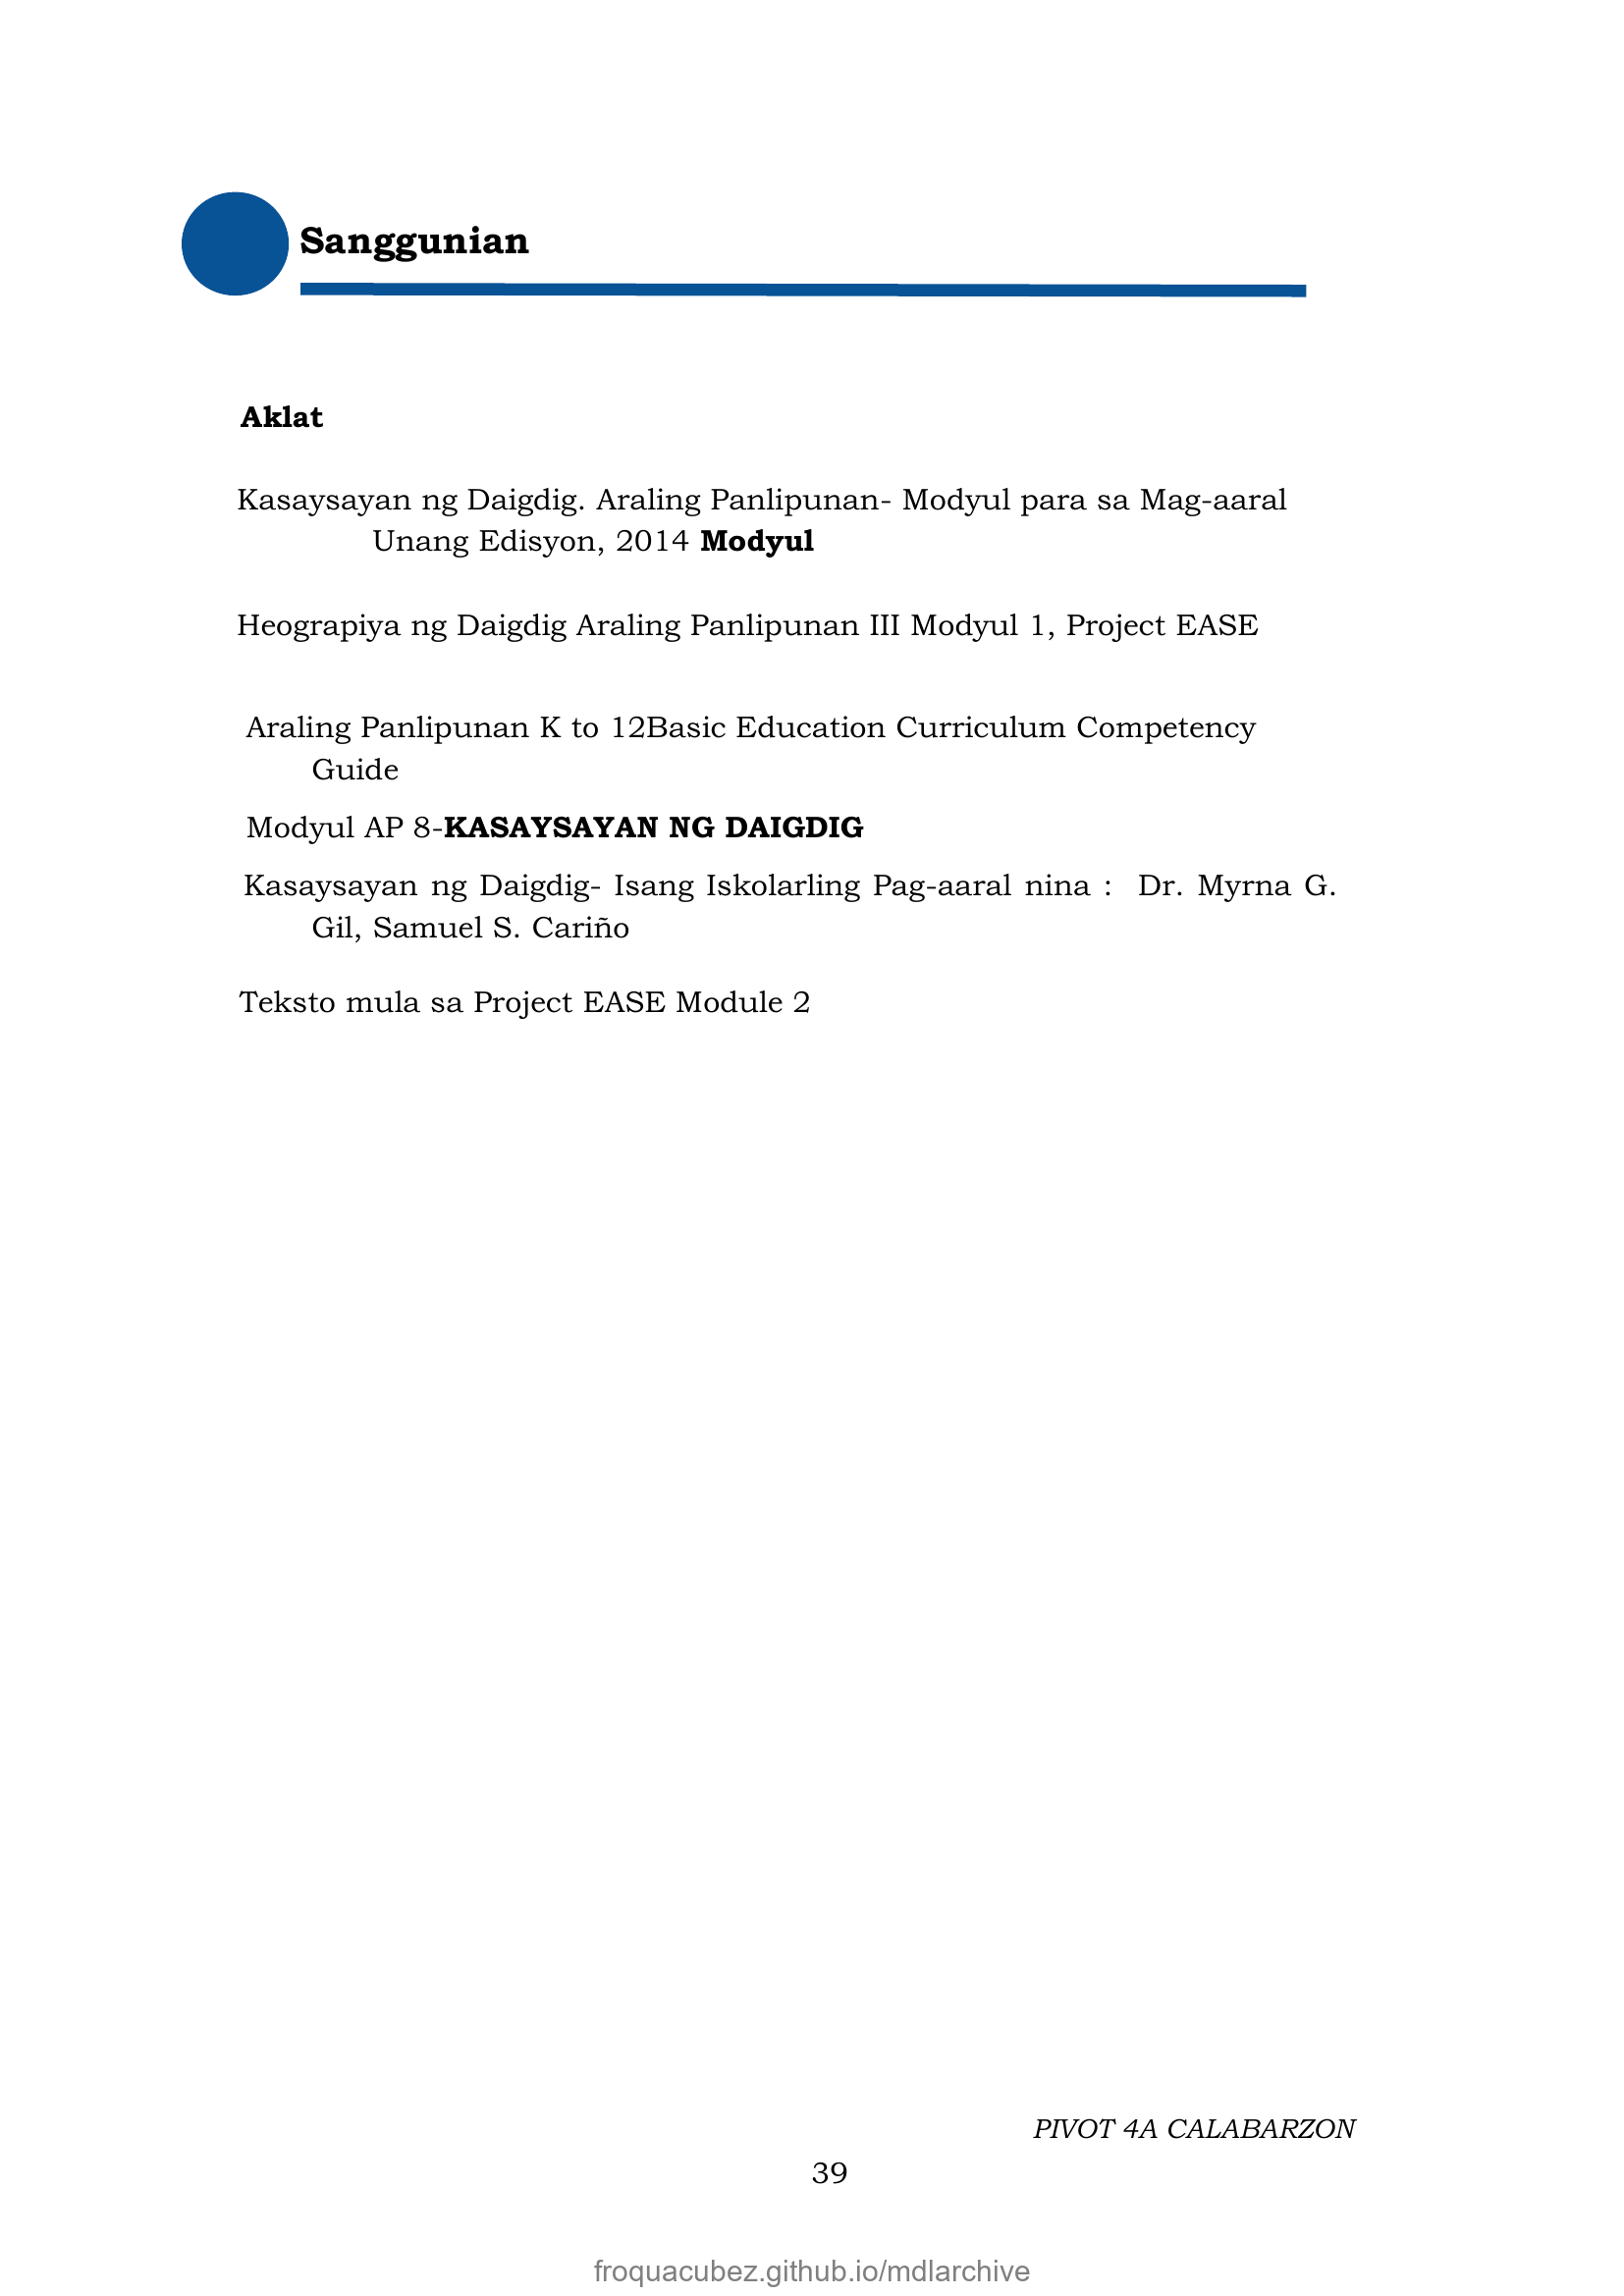 Sanggunian
Aklat
Kasaysayan ng Daigdig. Araling Panlipunan- Modyul para sa Mag-aaral
Unang Edisyon, 2014 Modyul
Heograpiya ng Daigdig Araling Panlipunan III Modyul 1, Project EASE
Araling Panlipunan K to 12Basic Education Curriculum Competency
Guide
Modyul AP 8-KASAYSAYAN NG DAIGDIG
Kasaysayan ng Daigdig- Isang Iskolarling Pag-aaral nina : Dr. Myrna G.
Gil, Samuel S. Cariño
Teksto mula sa Project EASE Module 2
PIVOT 4A CALABARZON
39
froquacubez.github.io/mdlarchive